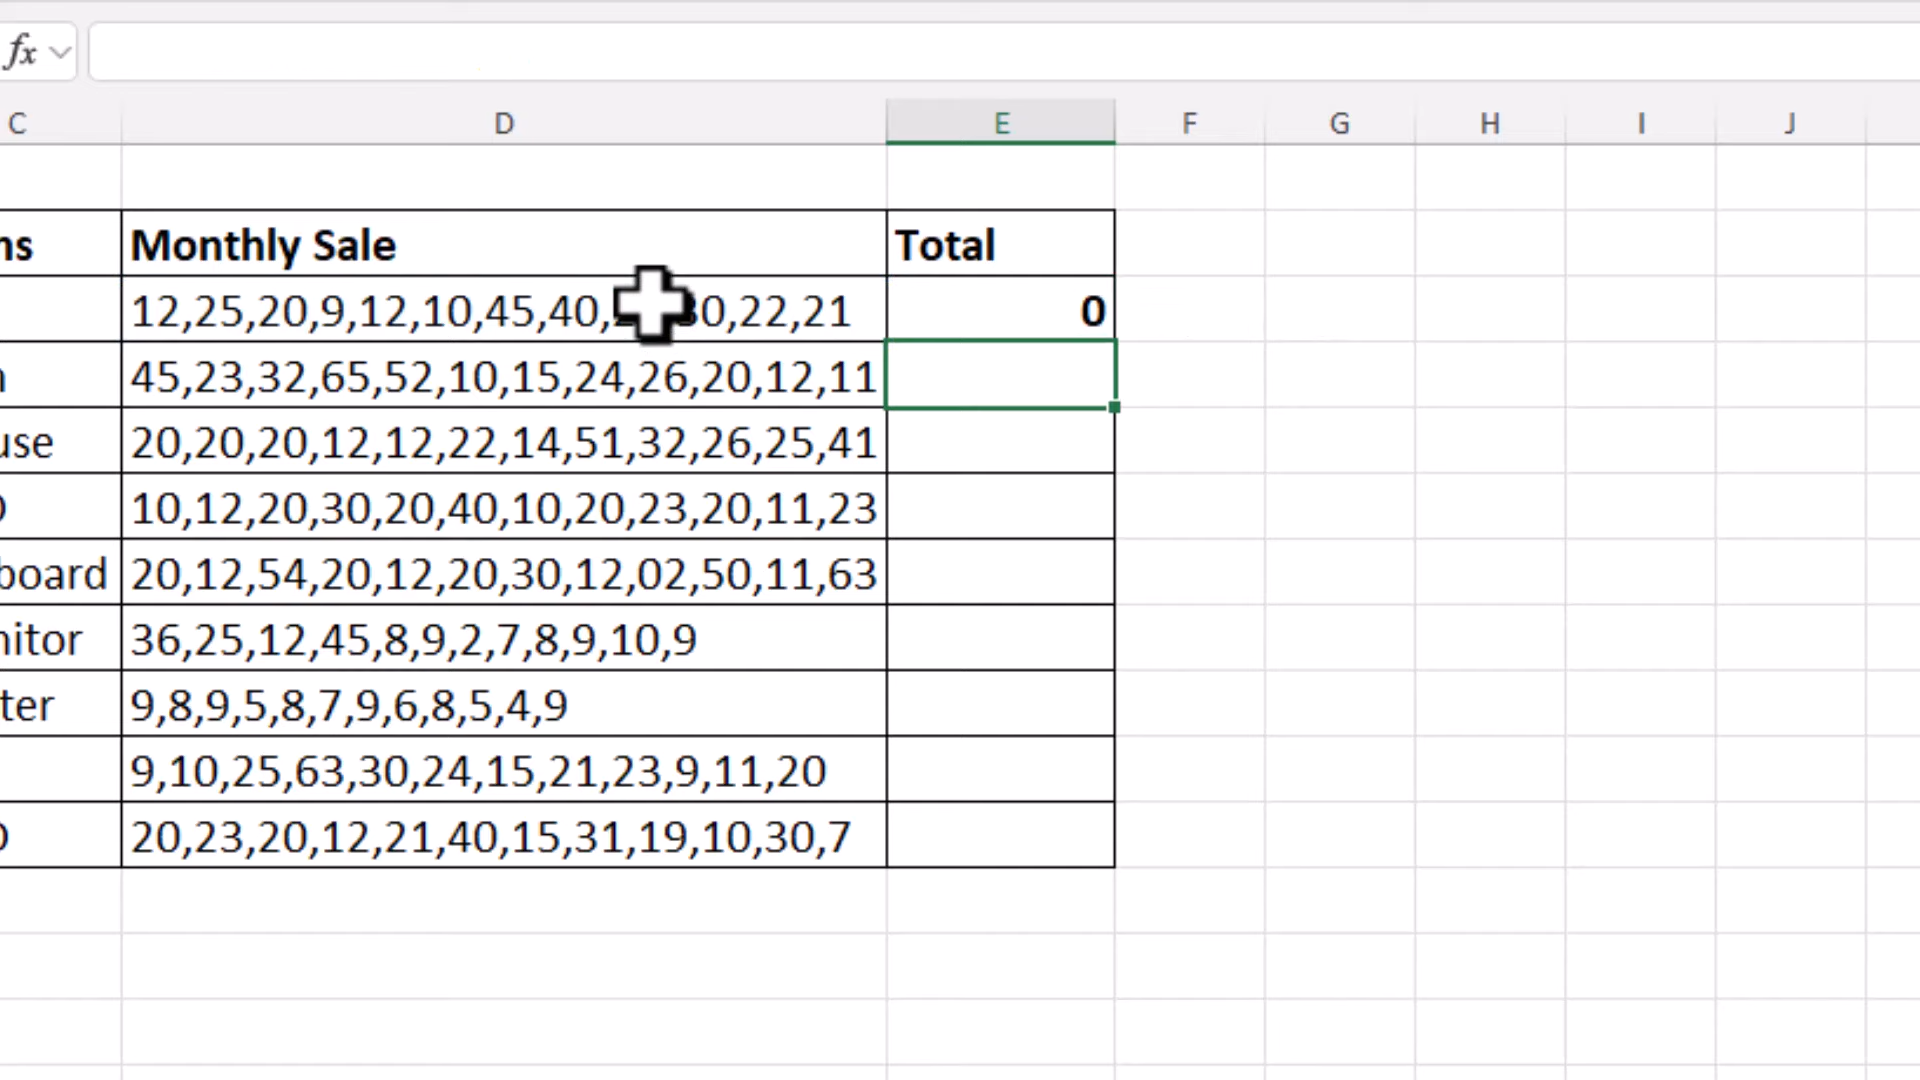 fx
C D E F G H I J
ns Monthly Sale Total
12,25,20,9,12,10,45,40, 0,22,21 0
n 45,23,32,65,52,10,15,24,26,20,12,11
use 20,20,20,12,12,22,14,51,32,26,25,41
10,12,20,30,20,40,10,20,23,20,11,23
board 20,12,54,20,12,20,30,12,02,50,11,63
nitor 36,25,12,45,8,9,2,7,8,9,10,9
ter 9,8,9,5,8,7,9,6,8,5,4,9
9,10,25,63,30,24,15,21,23,9,11,20
20,23,20,12,21,40,15,31,19,10,30,7